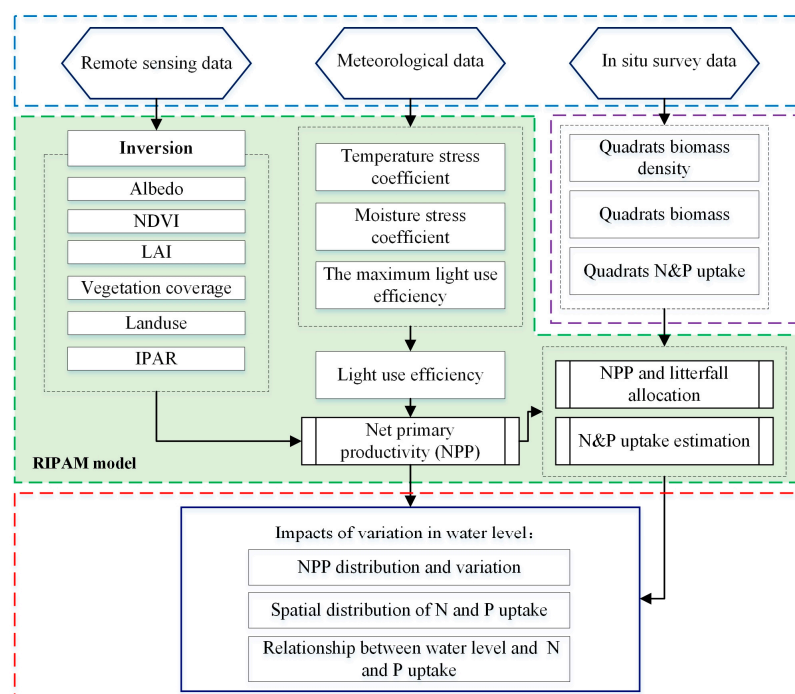 Remote sensing data
Meteorological data
In situ survey data
Inversion
Albedo
NDVI
LAI
Vegetation coverage
Landuse
IPAR
Temperature stress
coefficient
Moisture stress
coefficient
The maximum light use
efficiency
Light use efficiency
Net primary
productivity (NPP)
RIPAM model
Quadrats biomass
density
Quadrats biomass
Quadrats N&P uptake
NPP and litterfall
allocation
N&P uptake estimation
Impacts of variation in water level：
NPP distribution and variation
Spatial distribution of N and P uptake
Relationship between water level and N
and P uptake